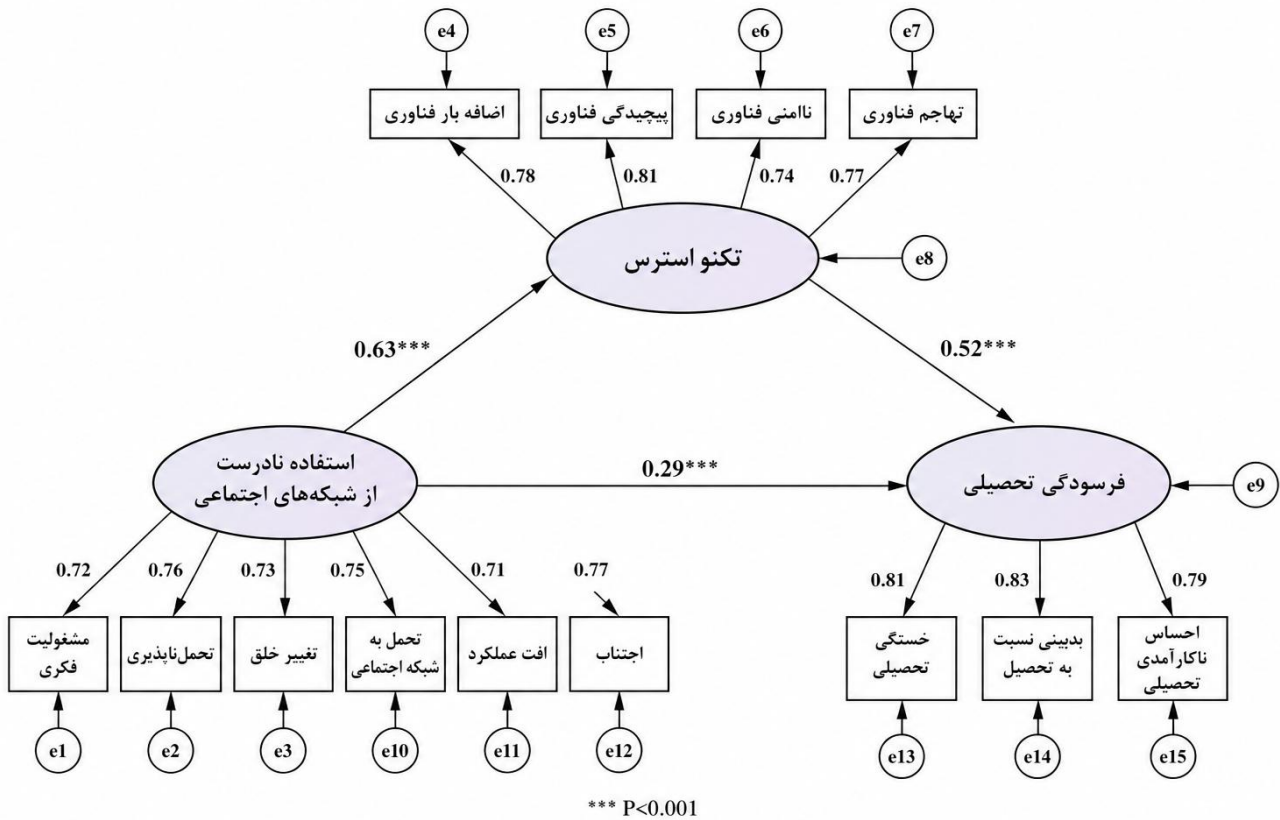 e4
e5
e6
e7
اضافه بار فناوری
پیچیدگی فناوری
ناامنی فناوری
تهاجم فناوری
0.78
0.81
0.74
0.77
تکنو استرس
e8
0.63***
0.52***
استفاده نادرست
از شبکه‌های اجتماعی
0.29***
فرسودگی تحصیلی
e9
0.72
0.76
0.73
0.75
0.71
0.77
0.81
0.83
0.79
مشغولیت
فکری
تحمل‌ناپذیری
تغییر خلق
تحمل به
شبکه اجتماعی
افت عملکرد
اجتناب
خستگی
تحصیلی
بدبینی نسبت
به تحصیل
احساس
ناکارآمدی
تحصیلی
e1
e2
e3
e10
e11
e12
e13
e14
e15
*** P<0.001